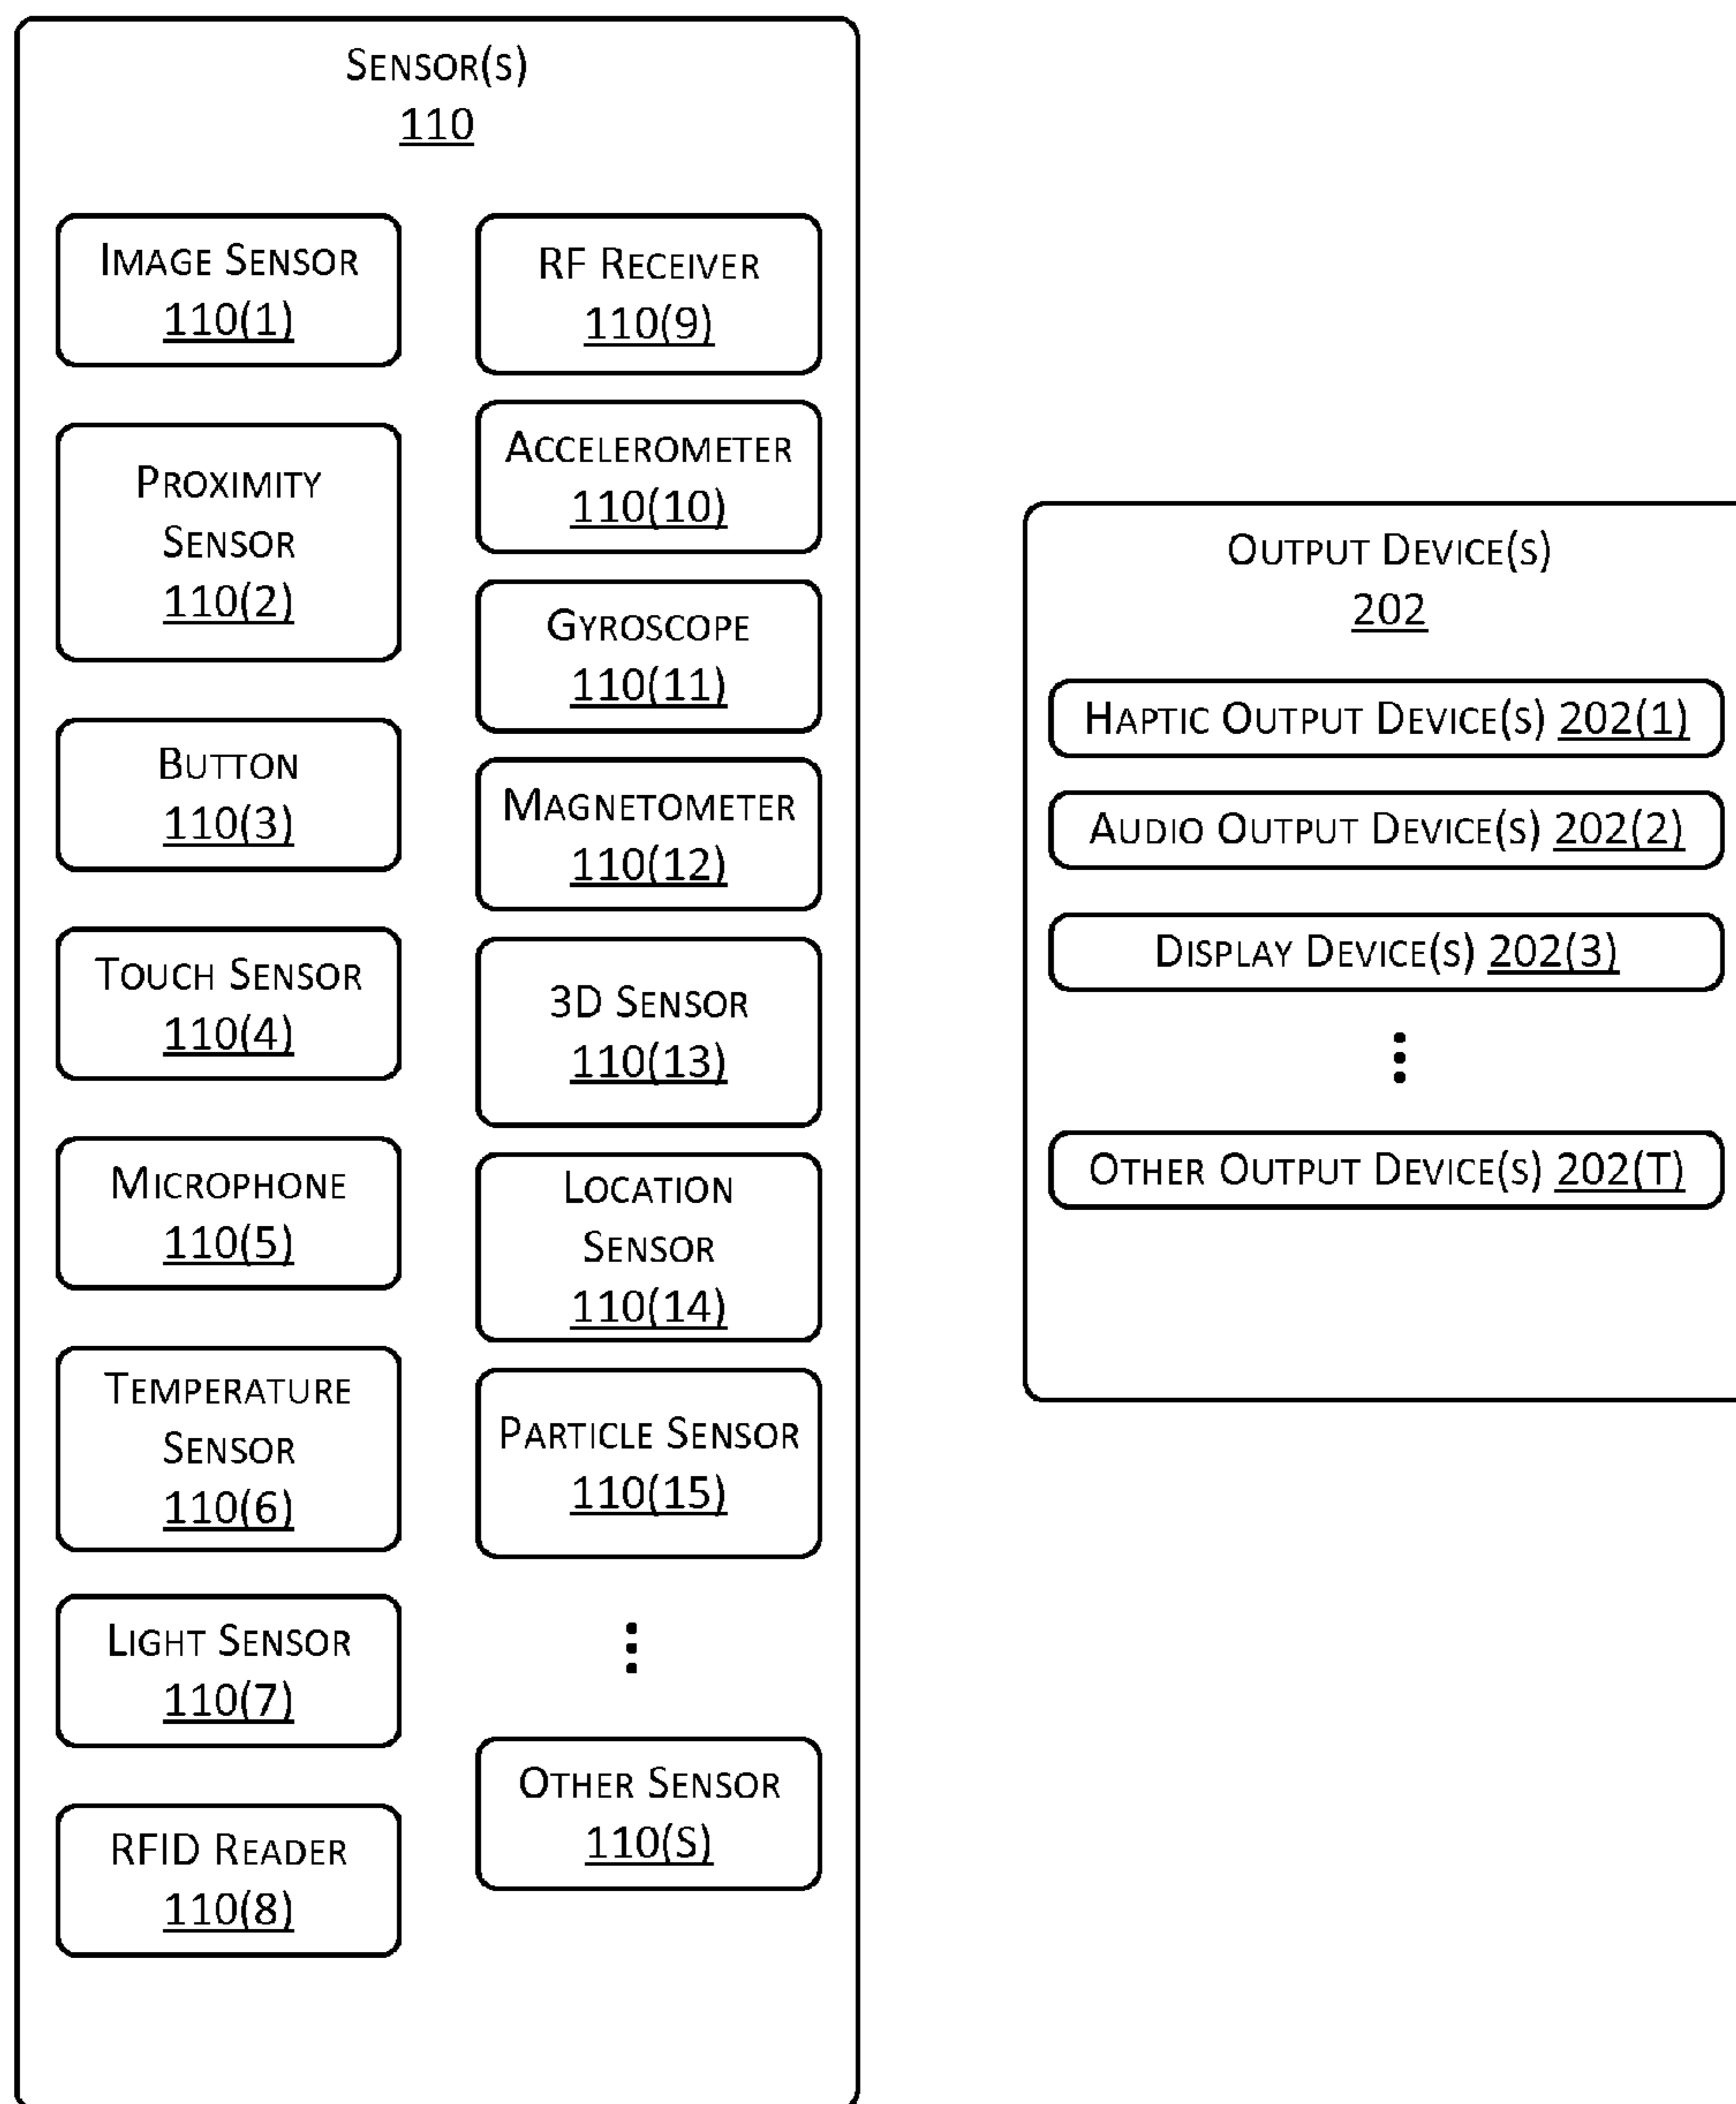 SENSOR(S)
110
IMAGE SENSOR
110(1)
PROXIMITY
SENSOR
110(2)
BUTTON
110(3)
TOUCH SENSOR
110(4)
MICROPHONE
110(5)
TEMPERATURE
SENSOR
110(6)
LIGHT SENSOR
110(7)
RFID READER
110(8)
RF RECEIVER
110(9)
ACCELEROMETER
110(10)
GYROSCOPE
110(11)
MAGNETOMETER
110(12)
3D SENSOR
110(13)
LOCATION
SENSOR
110(14)
PARTICLE SENSOR
110(15)
OTHER SENSOR
110(S)
OUTPUT DEVICE(S)
202
HAPTIC OUTPUT DEVICE(S) 202(1)
AUDIO OUTPUT DEVICE(S) 202(2)
DISPLAY DEVICE(S) 202(3)
OTHER OUTPUT DEVICE(S) 202(T)